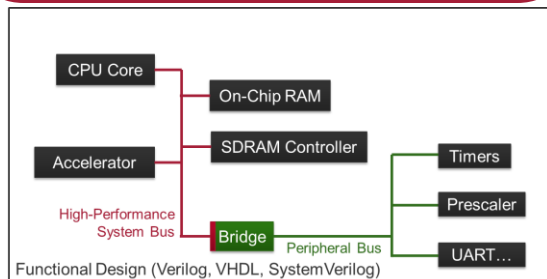 CPU Core
On-Chip RAM
SDRAM Controller
Accelerator
Timers
High-Performance
System Bus
Prescaler
Bridge
Peripheral Bus
UART...
Functional Design (Verilog, VHDL, SystemVerilog)